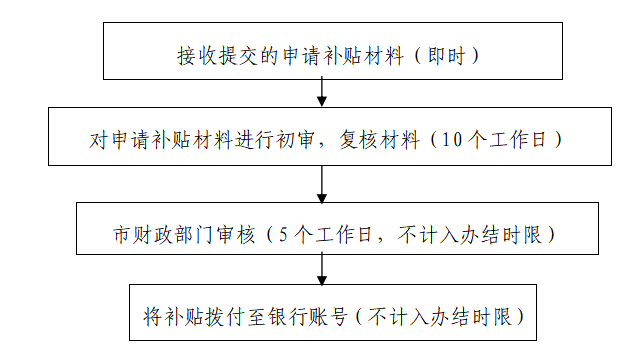 接收提交的申请补贴材料（即时）
对申请补贴材料进行初审，复核材料（10 个工作日）
市财政部门审核（5 个工作日，不计入办结时限）
将补贴拨付至银行账号（不计入办结时限）